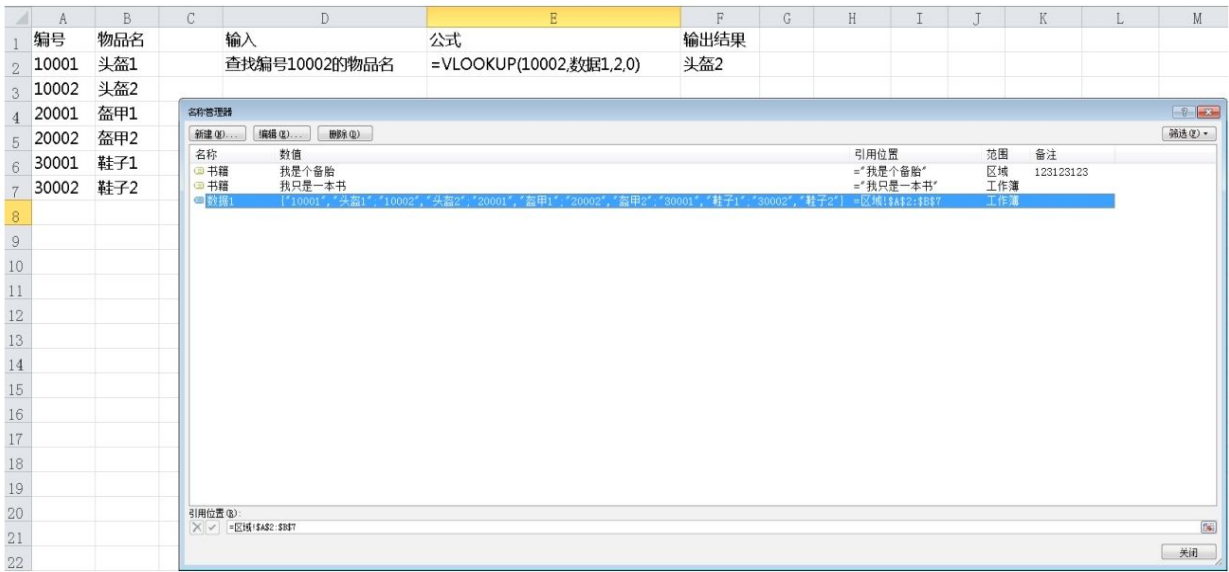 A B C D E F G H I J K L M
1 编号 物品名 输入 公式 输出结果
2 10001 头盔1 查找编号10002的物品名 =VLOOKUP(10002,数据1,2,0) 头盔2
3 10002 头盔2
4 20001 盔甲1
5 20002 盔甲2
6 30001 鞋子1
7 30002 鞋子2
8
9
10
11
12
13
14
15
16
17
18
19
20
21
22
名称管理器
新建(N)... 编辑(E)... 删除(D) 筛选(F)
名称 数值 引用位置 范围 备注
书籍 我是个备胎 ="我是个备胎" 区域 123123123
书籍 我只是一本书 ="我只是一本书" 工作簿
数据1 {"10001","头盔1";"10002","头盔2";"20001","盔甲1";"20002","盔甲2";"30001","鞋子1";"30002","鞋子2"} =区域!$A$2:$B$7 工作簿
引用位置(R):
=区域!$A$2:$B$7
关闭